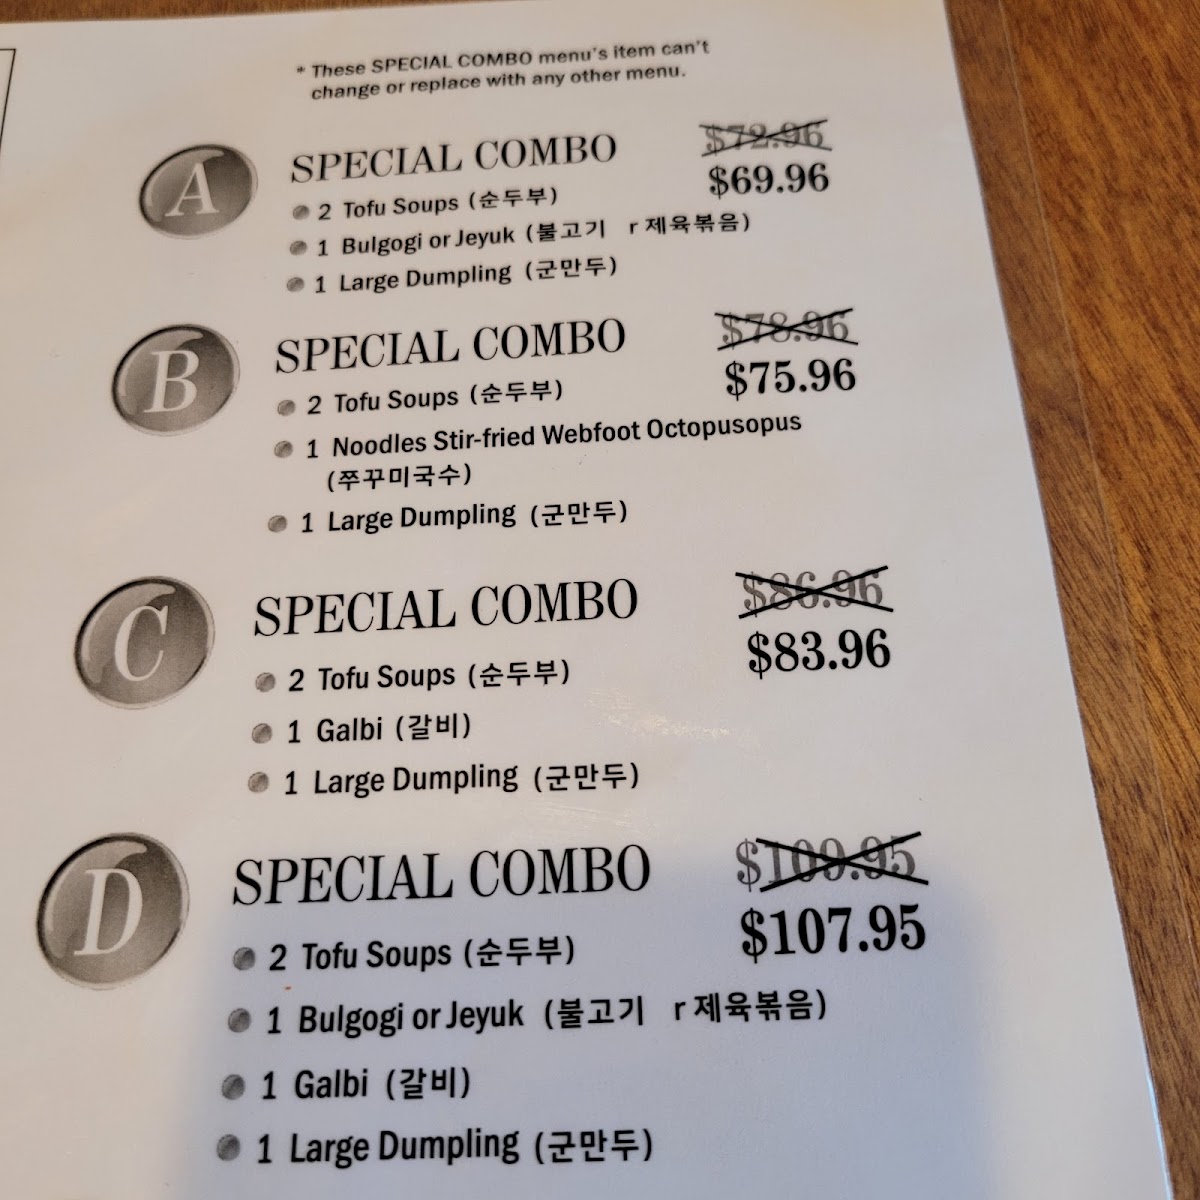 * These SPECIAL COMBO menu's item can't
change or replace with any other menu.
A
SPECIAL COMBO
$72.96
$69.96
2 Tofu Soups (순두부)
1 Bulgogi or Jeyuk (불고기 r 제육볶음)
1 Large Dumpling (군만두)
B
SPECIAL COMBO
$78.96
$75.96
2 Tofu Soups (순두부)
1 Noodles Stir-fried Webfoot Octopusopus
(쭈꾸미국수)
1 Large Dumpling (군만두)
C
SPECIAL COMBO
$86.96
$83.96
2 Tofu Soups (순두부)
1 Galbi (갈비)
1 Large Dumpling (군만두)
D
SPECIAL COMBO
$109.95
$107.95
2 Tofu Soups (순두부)
1 Bulgogi or Jeyuk (불고기 r 제육볶음)
1 Galbi (갈비)
1 Large Dumpling (군만두)